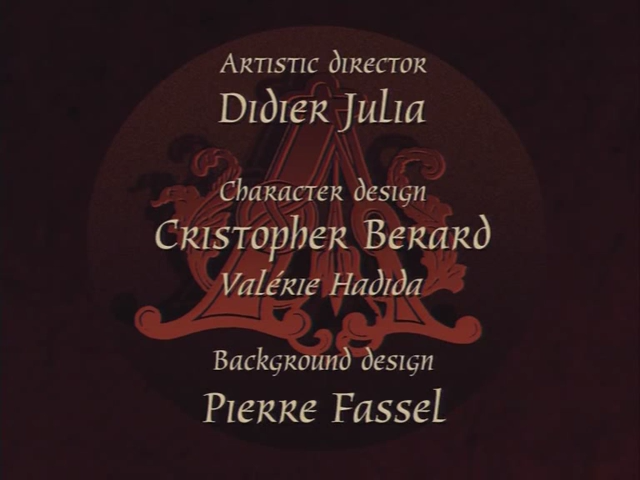 Artistic director
Didier Julia
Character design
Cristopher Berard
Valérie Hadida
Background design
Pierre Fassel